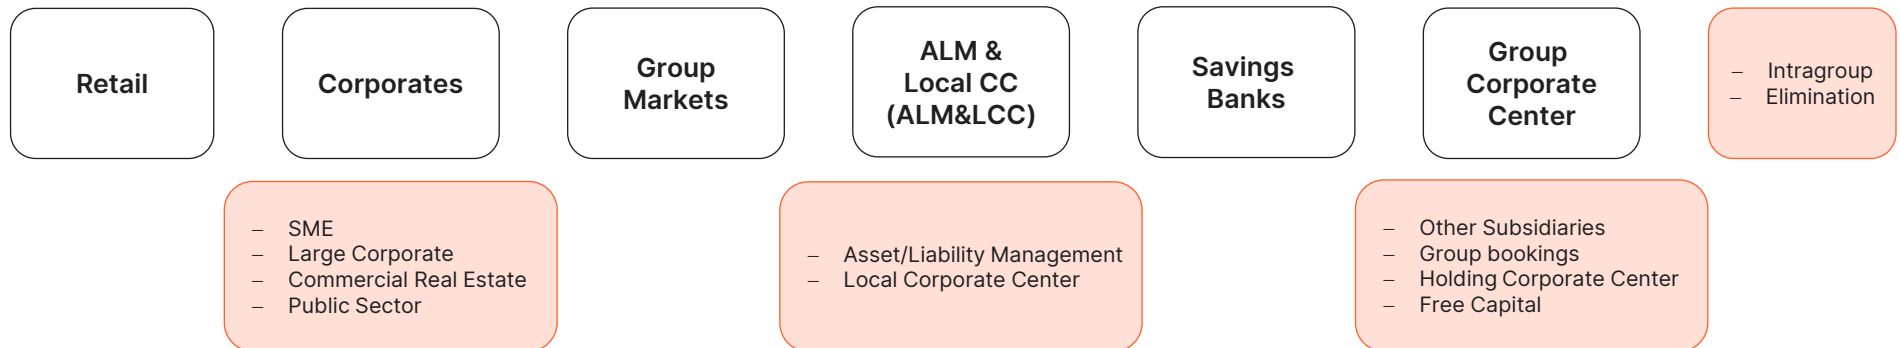 Retail
Corporates
Group
Markets
ALM &
Local CC
(ALM&LCC)
Savings
Banks
Group
Corporate
Center
– Intragroup
– Elimination
– SME
– Large Corporate
– Commercial Real Estate
– Public Sector
– Asset/Liability Management
– Local Corporate Center
– Other Subsidiaries
– Group bookings
– Holding Corporate Center
– Free Capital